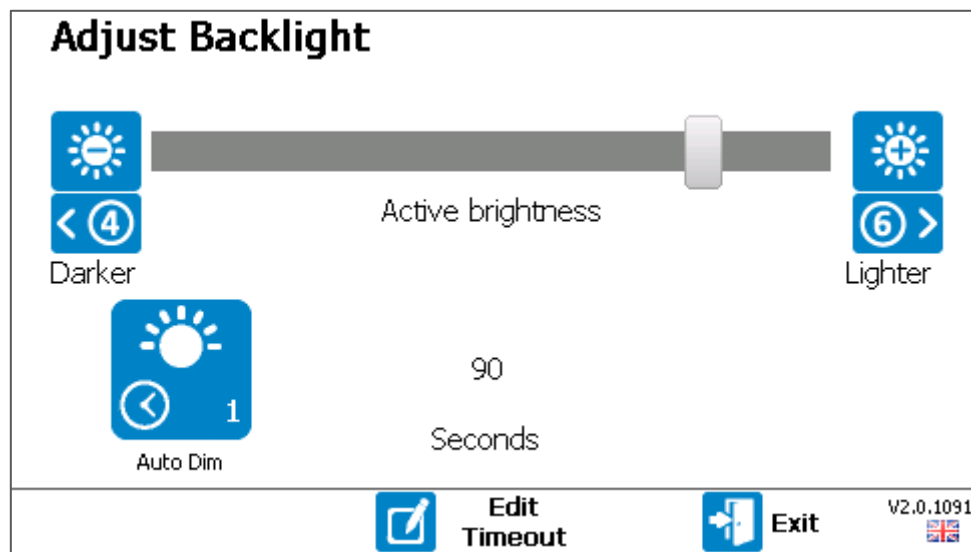 Adjust Backlight
4
Active brightness
6
Darker
Lighter
90
1
Seconds
Auto Dim
Edit
Timeout
Exit
V2.0.1091